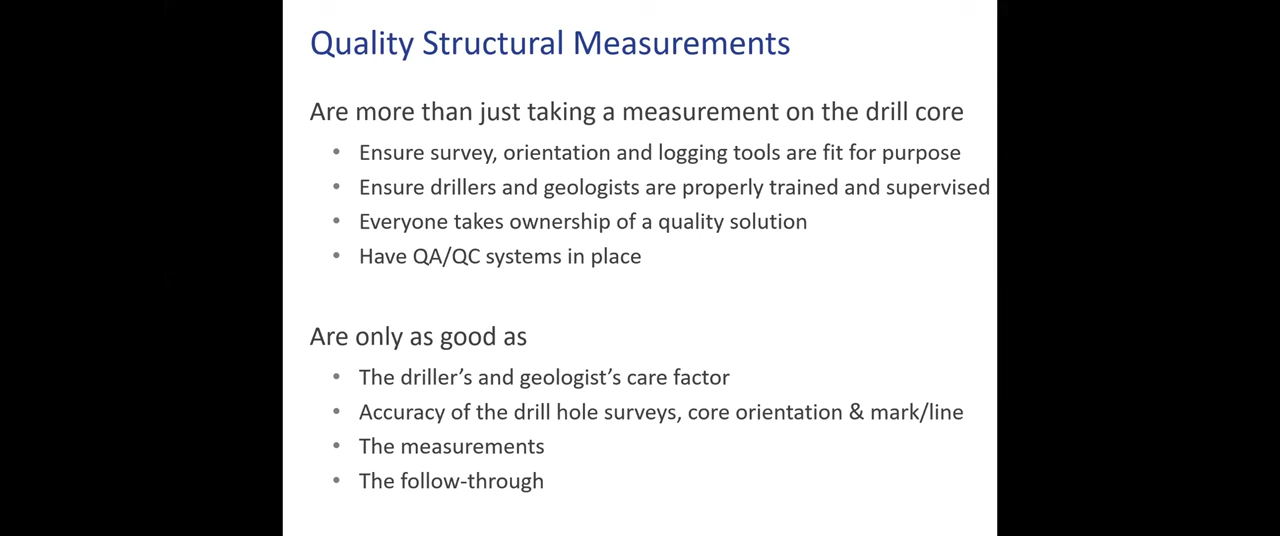 Quality Structural Measurements
Are more than just taking a measurement on the drill core
• Ensure survey, orientation and logging tools are fit for purpose
• Ensure drillers and geologists are properly trained and supervised
• Everyone takes ownership of a quality solution
• Have QA/QC systems in place
Are only as good as
• The driller’s and geologist’s care factor
• Accuracy of the drill hole surveys, core orientation & mark/line
• The measurements
• The follow-through